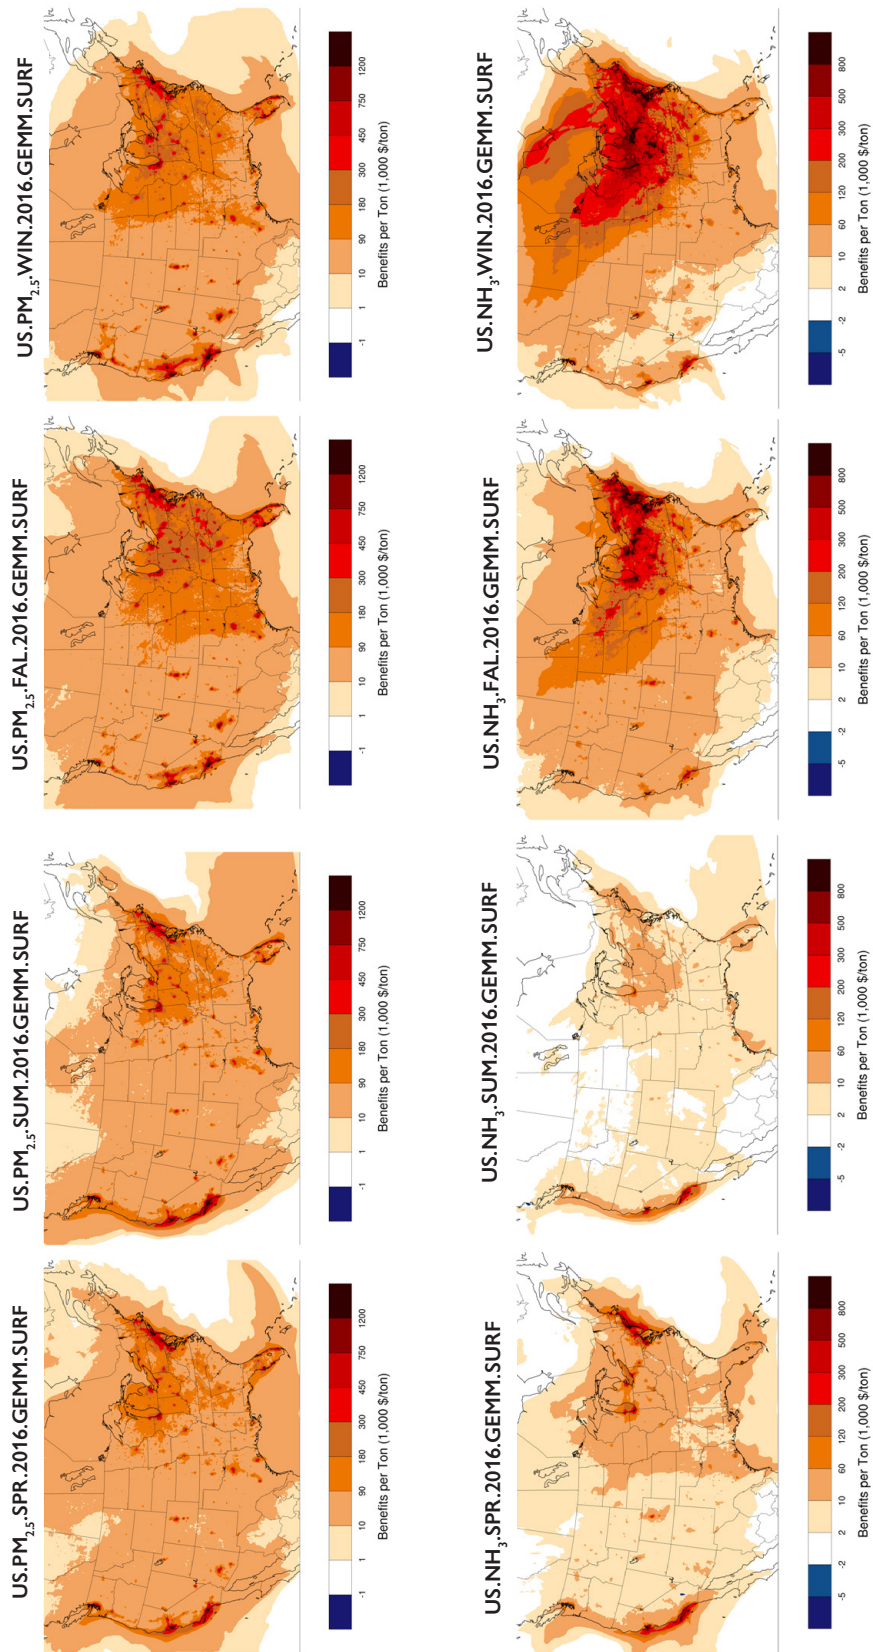 US.PM2.5.SPR.2016.GEMM.SURF
-1 1 10 90 180 300 450 750 1200
Benefits per Ton (1,000 $/ton)
US.PM2.5.SUM.2016.GEMM.SURF
-1 1 10 90 180 300 450 750 1200
Benefits per Ton (1,000 $/ton)
US.PM2.5.FAL.2016.GEMM.SURF
-1 1 10 90 180 300 450 750 1200
Benefits per Ton (1,000 $/ton)
US.PM2.5.WIN.2016.GEMM.SURF
-1 1 10 90 180 300 450 750 1200
Benefits per Ton (1,000 $/ton)
US.NH3.SPR.2016.GEMM.SURF
-5 -2 2 10 60 120 200 300 500 800
Benefits per Ton (1,000 $/ton)
US.NH3.SUM.2016.GEMM.SURF
-5 -2 2 10 60 120 200 300 500 800
Benefits per Ton (1,000 $/ton)
US.NH3.FAL.2016.GEMM.SURF
-5 -2 2 10 60 120 200 300 500 800
Benefits per Ton (1,000 $/ton)
US.NH3.WIN.2016.GEMM.SURF
-5 -2 2 10 60 120 200 300 500 800
Benefits per Ton (1,000 $/ton)